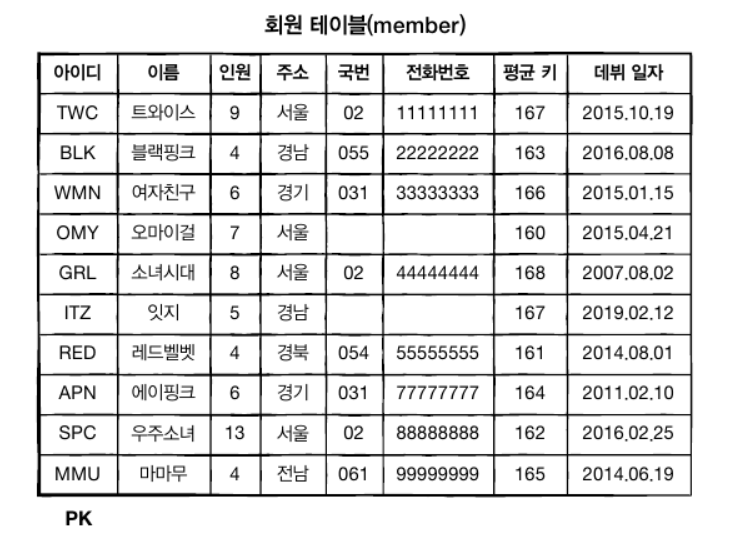 회원 테이블(member)
아이디 이름 인원 주소 국번 전화번호 평균 키 데뷔 일자
TWC 트와이스 9 서울 02 11111111 167 2015.10.19
BLK 블랙핑크 4 경남 055 22222222 163 2016.08.08
WMN 여자친구 6 경기 031 33333333 166 2015.01.15
OMY 오마이걸 7 서울 160 2015.04.21
GRL 소녀시대 8 서울 02 44444444 168 2007.08.02
ITZ 잇지 5 경남 167 2019.02.12
RED 레드벨벳 4 경북 054 55555555 161 2014.08.01
APN 에이핑크 6 경기 031 77777777 164 2011.02.10
SPC 우주소녀 13 서울 02 88888888 162 2016.02.25
MMU 마마무 4 전남 061 99999999 165 2014.06.19
PK